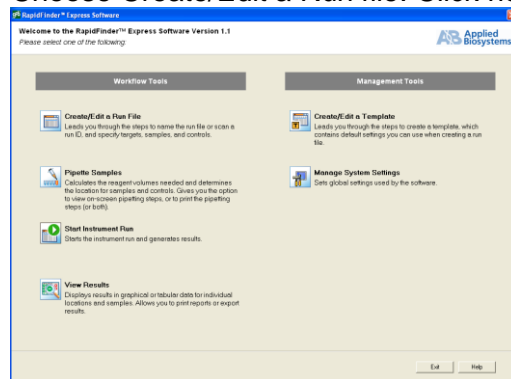 Choose Create/Edit a Run file. Click
RapidFinder™ Express Software
Welcome to the RapidFinder™ Express Software Version 1.1
Please select one of the following.
AB Applied
Biosystems
Workflow Tools
Create/Edit a Run File
Leads you through the steps to name the run file or scan a
run ID, and specify targets, samples, and controls.
Pipette Samples
Calculates the reagent volumes needed and determines
the location for samples and controls. Gives you the option
to view on-screen pipetting steps, or to print the pipetting
steps (or both).
Start Instrument Run
Starts the instrument run and generates results.
View Results
Displays results in graphical or tabular data for individual
locations and samples. Allows you to print reports or export
results.
Management Tools
Create/Edit a Template
Leads you through the steps to create a template, which
contains default settings you can use when creating a run
file.
Manage System Settings
Sets global settings used by the software.
Exit
Help